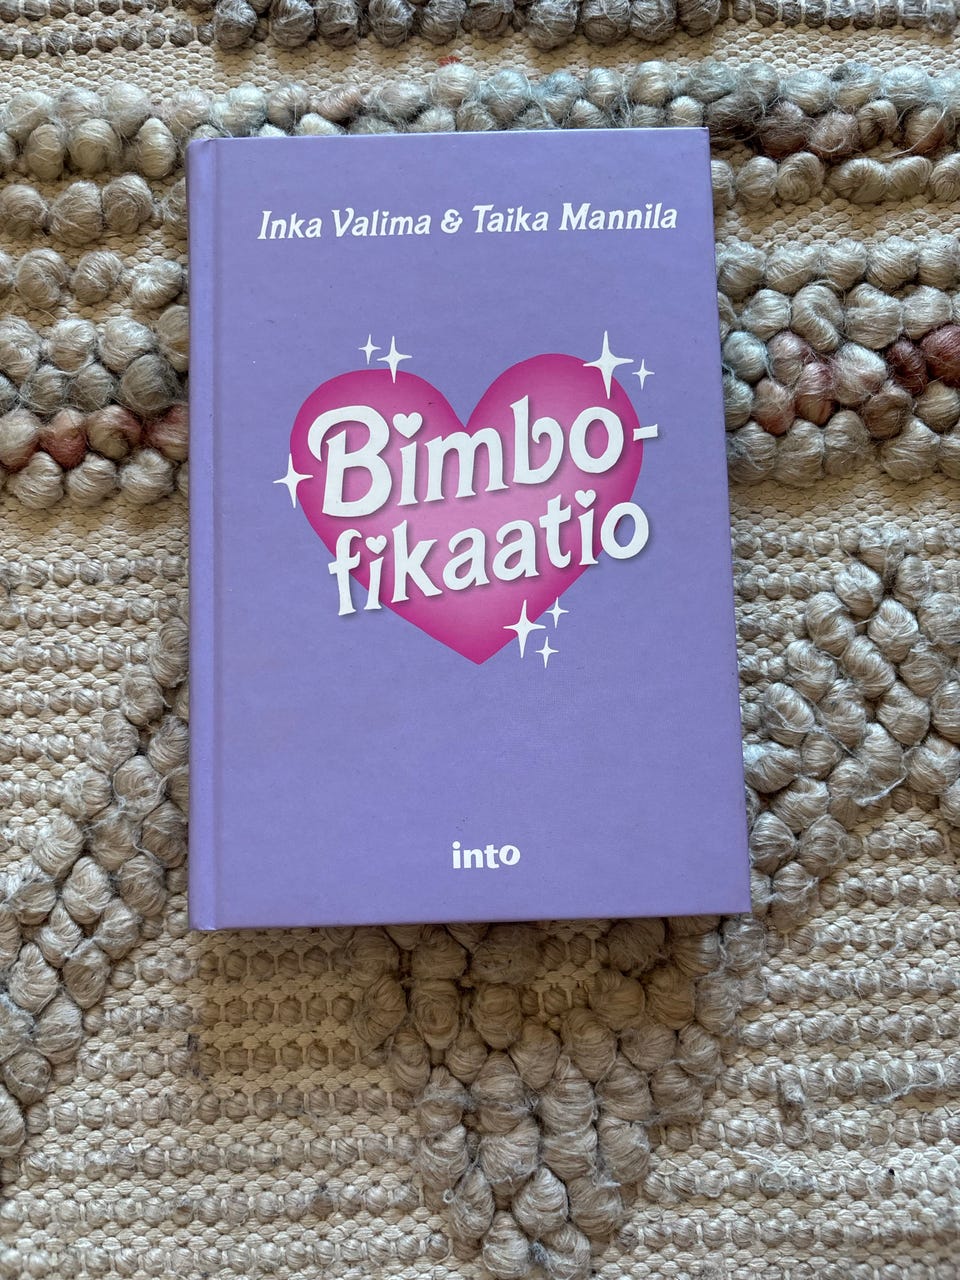 Inka Valima & Taika Mannila
Bimbo-
fikaatio
into